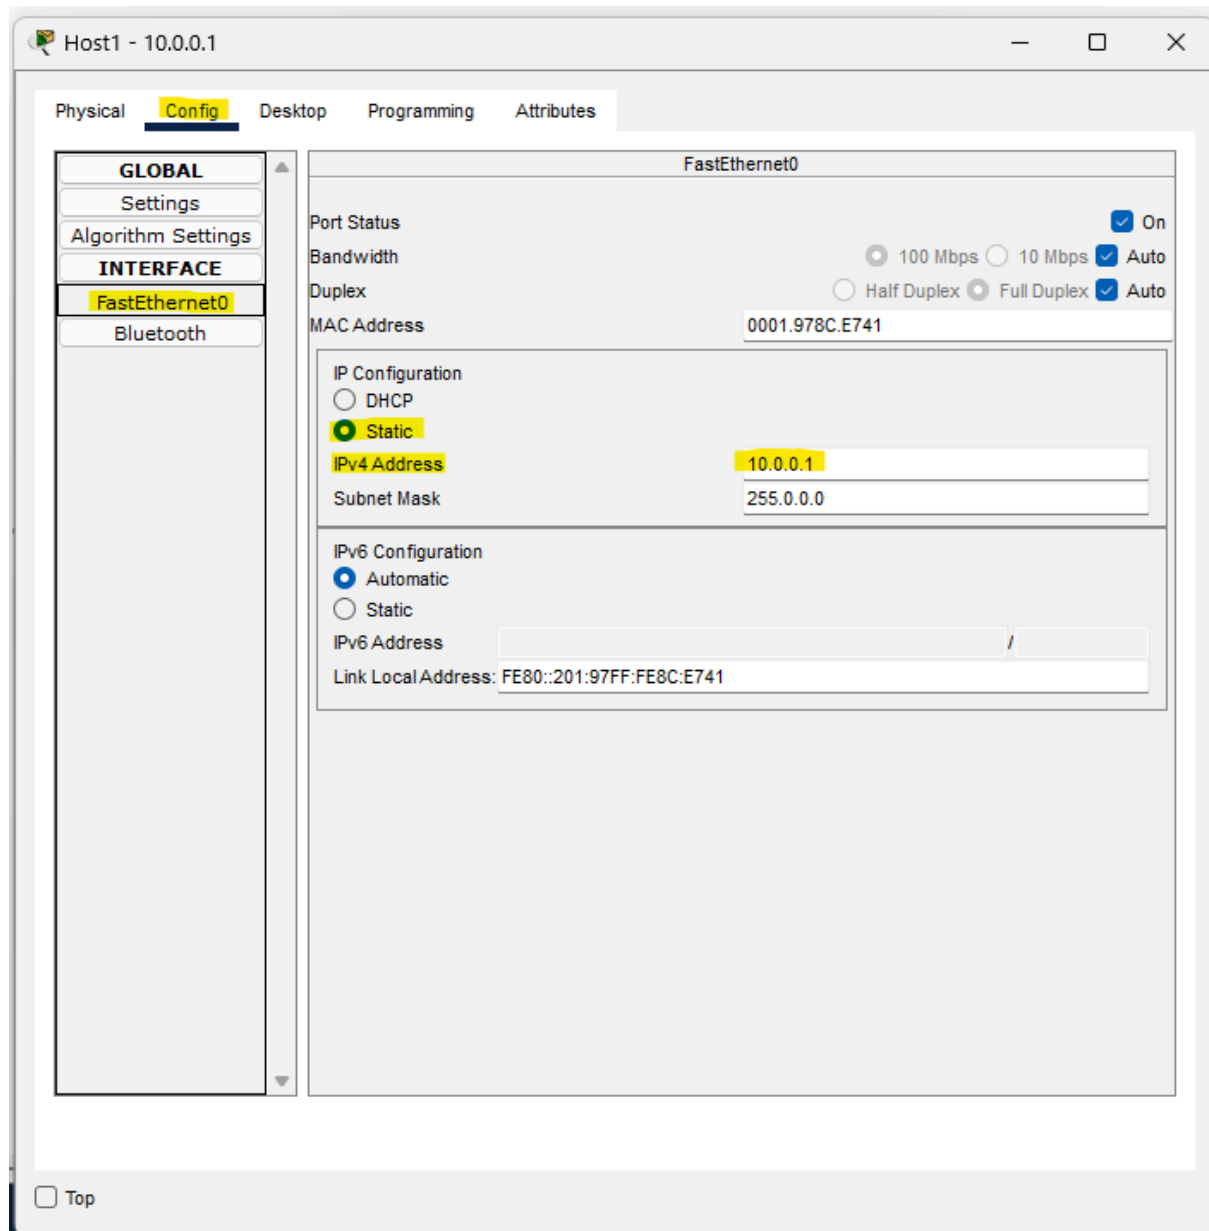 Host1 - 10.0.0.1
Physical Config Desktop Programming Attributes
GLOBAL
Settings
Algorithm Settings
INTERFACE
FastEthernet0
Bluetooth
FastEthernet0
Port Status On
Bandwidth 100 Mbps 10 Mbps Auto
Duplex Half Duplex Full Duplex Auto
MAC Address 0001.978C.E741
IP Configuration
DHCP
Static
IPv4 Address 10.0.0.1
Subnet Mask 255.0.0.0
IPv6 Configuration
Automatic
Static
IPv6 Address /
Link Local Address: FE80::201:97FF:FE8C:E741
Top